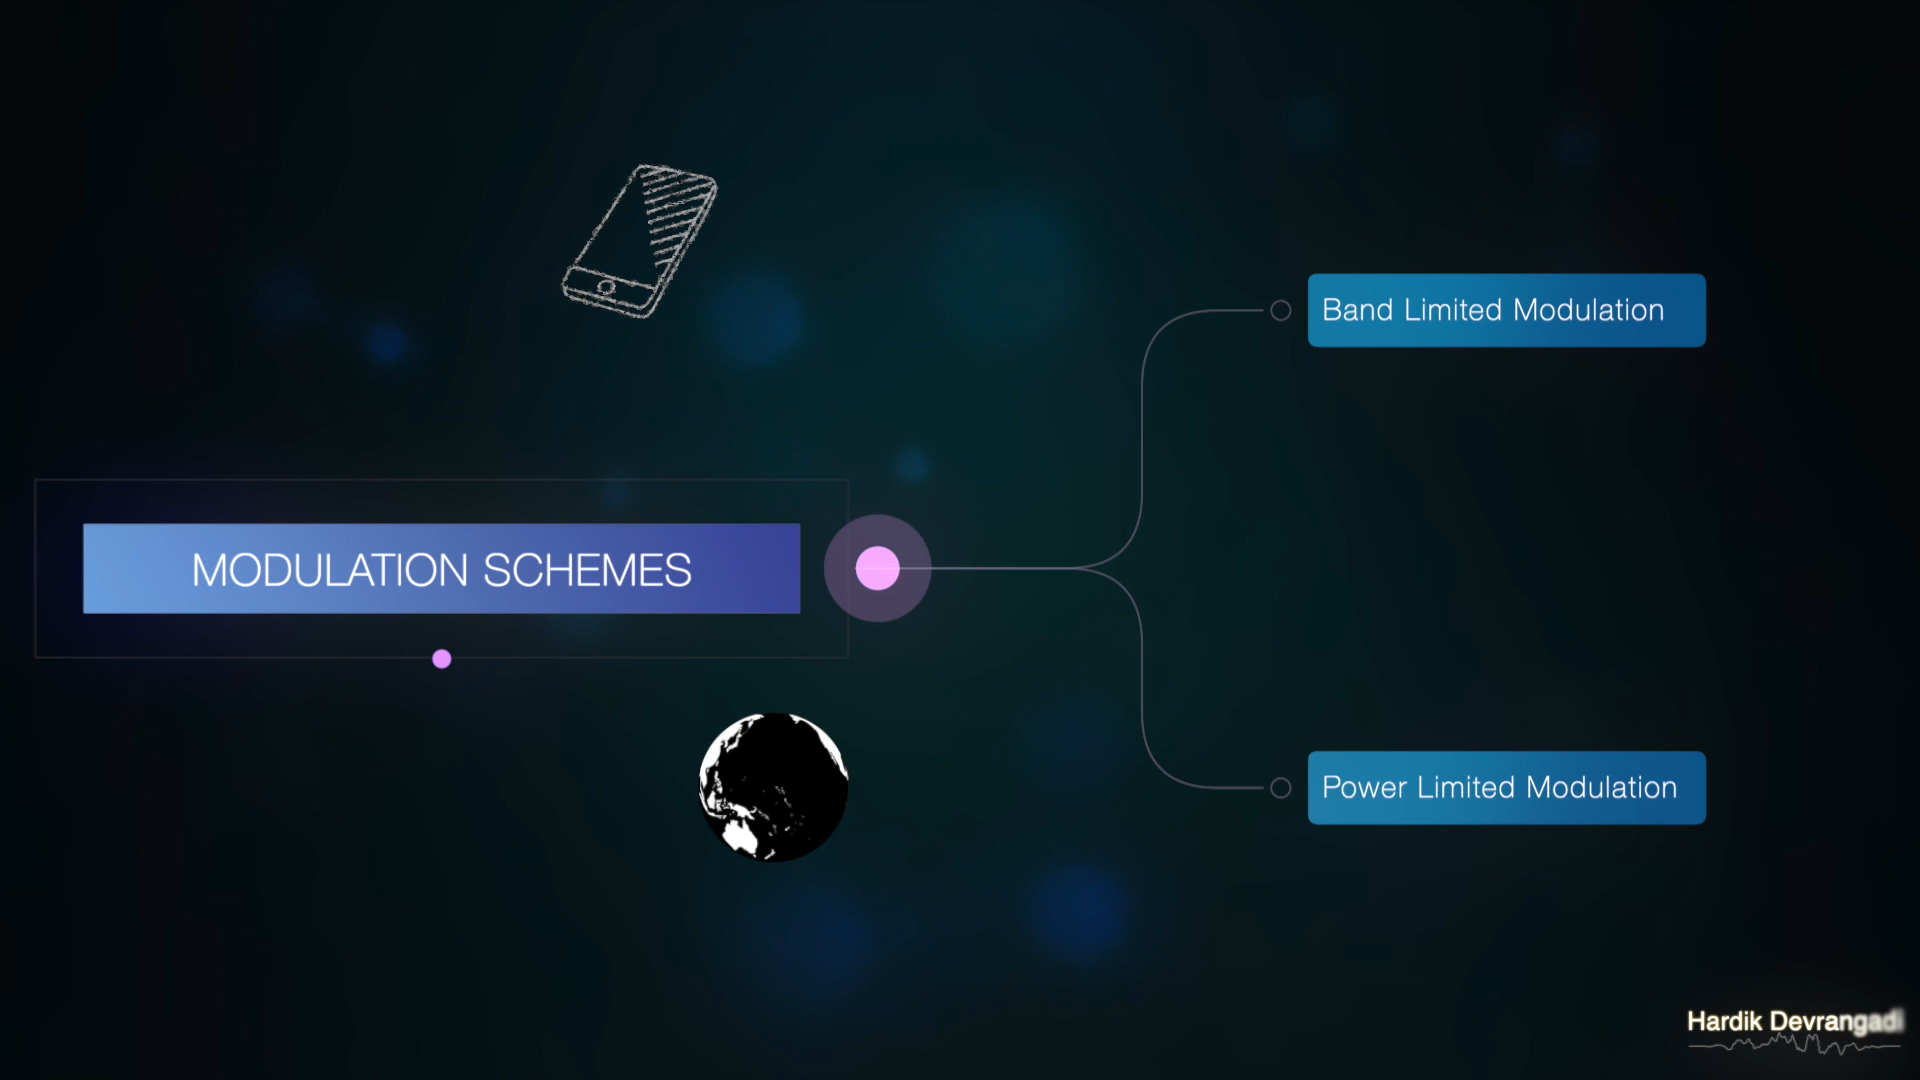 MODULATION SCHEMES
Band Limited Modulation
Power Limited Modulation
Hardik Devrangadi